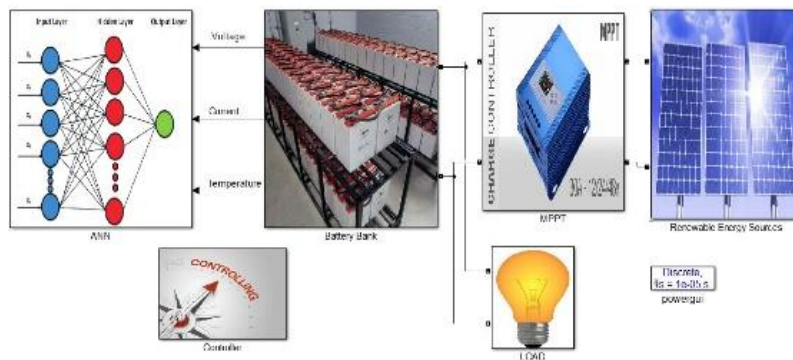 Input Layer
Hidden Layer
Output Layer
Voltage
Current
Temperature
ANN
Battery Bank
CHARGE CONTROLLER
MPPT
MPPT
Renewable Energy Sources
CONTROLLING
Controller
LOAD
Discrete,
powergui